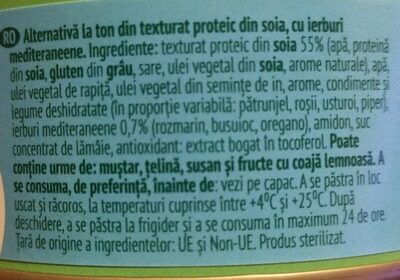 RO Alternativă la ton din texturat proteic din soia, cu ierburi
mediteraneene. Ingrediente: texturat proteic din soia 55% (apă, proteină
din soia, gluten din grâu, sare, ulei vegetal din soia, arome naturale), apă,
ulei vegetal de rapiță, ulei vegetal din semințe de in, arome, condimente și
legume deshidratate (în proporție variabilă: pătrunjel, roșii, usturoi, piper),
ierburi mediteraneene 0,7% (rozmarin, busuioc, oregano), amidon, suc
concentrat de lămâie, antioxidant: extract bogat în tocoferol. Poate
conține urme de: muștar, țelină, susan și fructe cu coajă lemnoasă. A
se consuma, de preferință, înainte de: vezi pe capac. A se păstra în loc
uscat și răcoros, la temperaturi cuprinse între +4°C și +25°C. După
deschidere, a se păstra la frigider și a se consuma în maximum 24 de ore.
Țară de origine a ingredientelor: UE și Non-UE. Produs sterilizat.